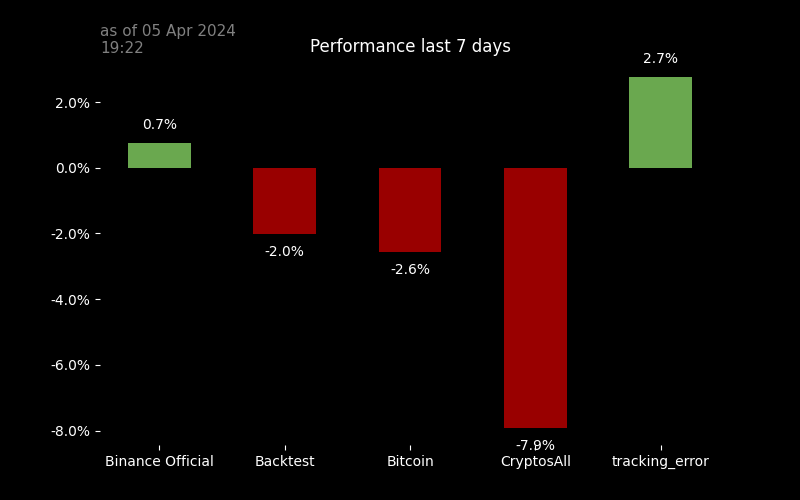 as of 05 Apr 2024
19:22
Performance last 7 days
2.7%
2.0%
0.7%
0.0%
-2.0%
-2.0%
-2.6%
-4.0%
-6.0%
-8.0%
-7.9%
Binance Official
Backtest
Bitcoin
CryptosAll
tracking_error